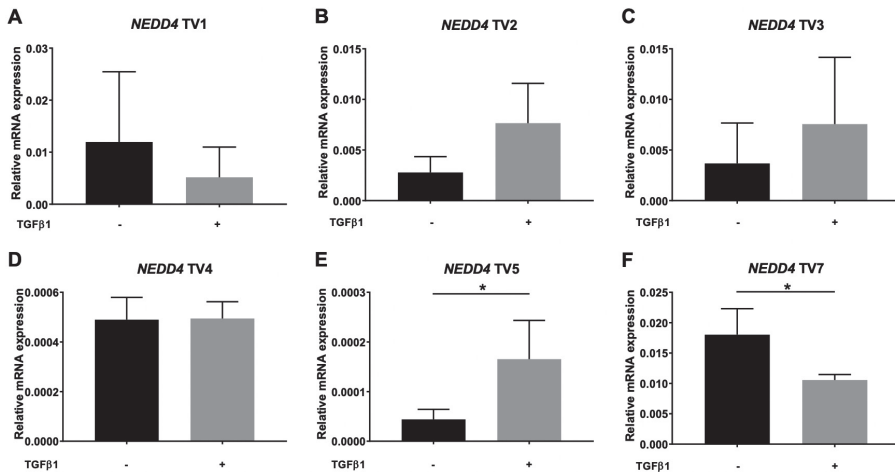 A
NEDD4 TV1
Relative mRNA expression
0.03
0.02
0.01
0.00
TGFβ1 - +
B
NEDD4 TV2
Relative mRNA expression
0.015
0.010
0.005
0.000
TGFβ1 - +
C
NEDD4 TV3
Relative mRNA expression
0.015
0.010
0.005
0.000
TGFβ1 - +
D
NEDD4 TV4
Relative mRNA expression
0.0006
0.0004
0.0002
0.0000
TGFβ1 - +
E
NEDD4 TV5
Relative mRNA expression
0.0003
0.0002
0.0001
0.0000
*
TGFβ1 - +
F
NEDD4 TV7
Relative mRNA expression
0.025
0.020
0.015
0.010
0.005
0.000
*
TGFβ1 - +